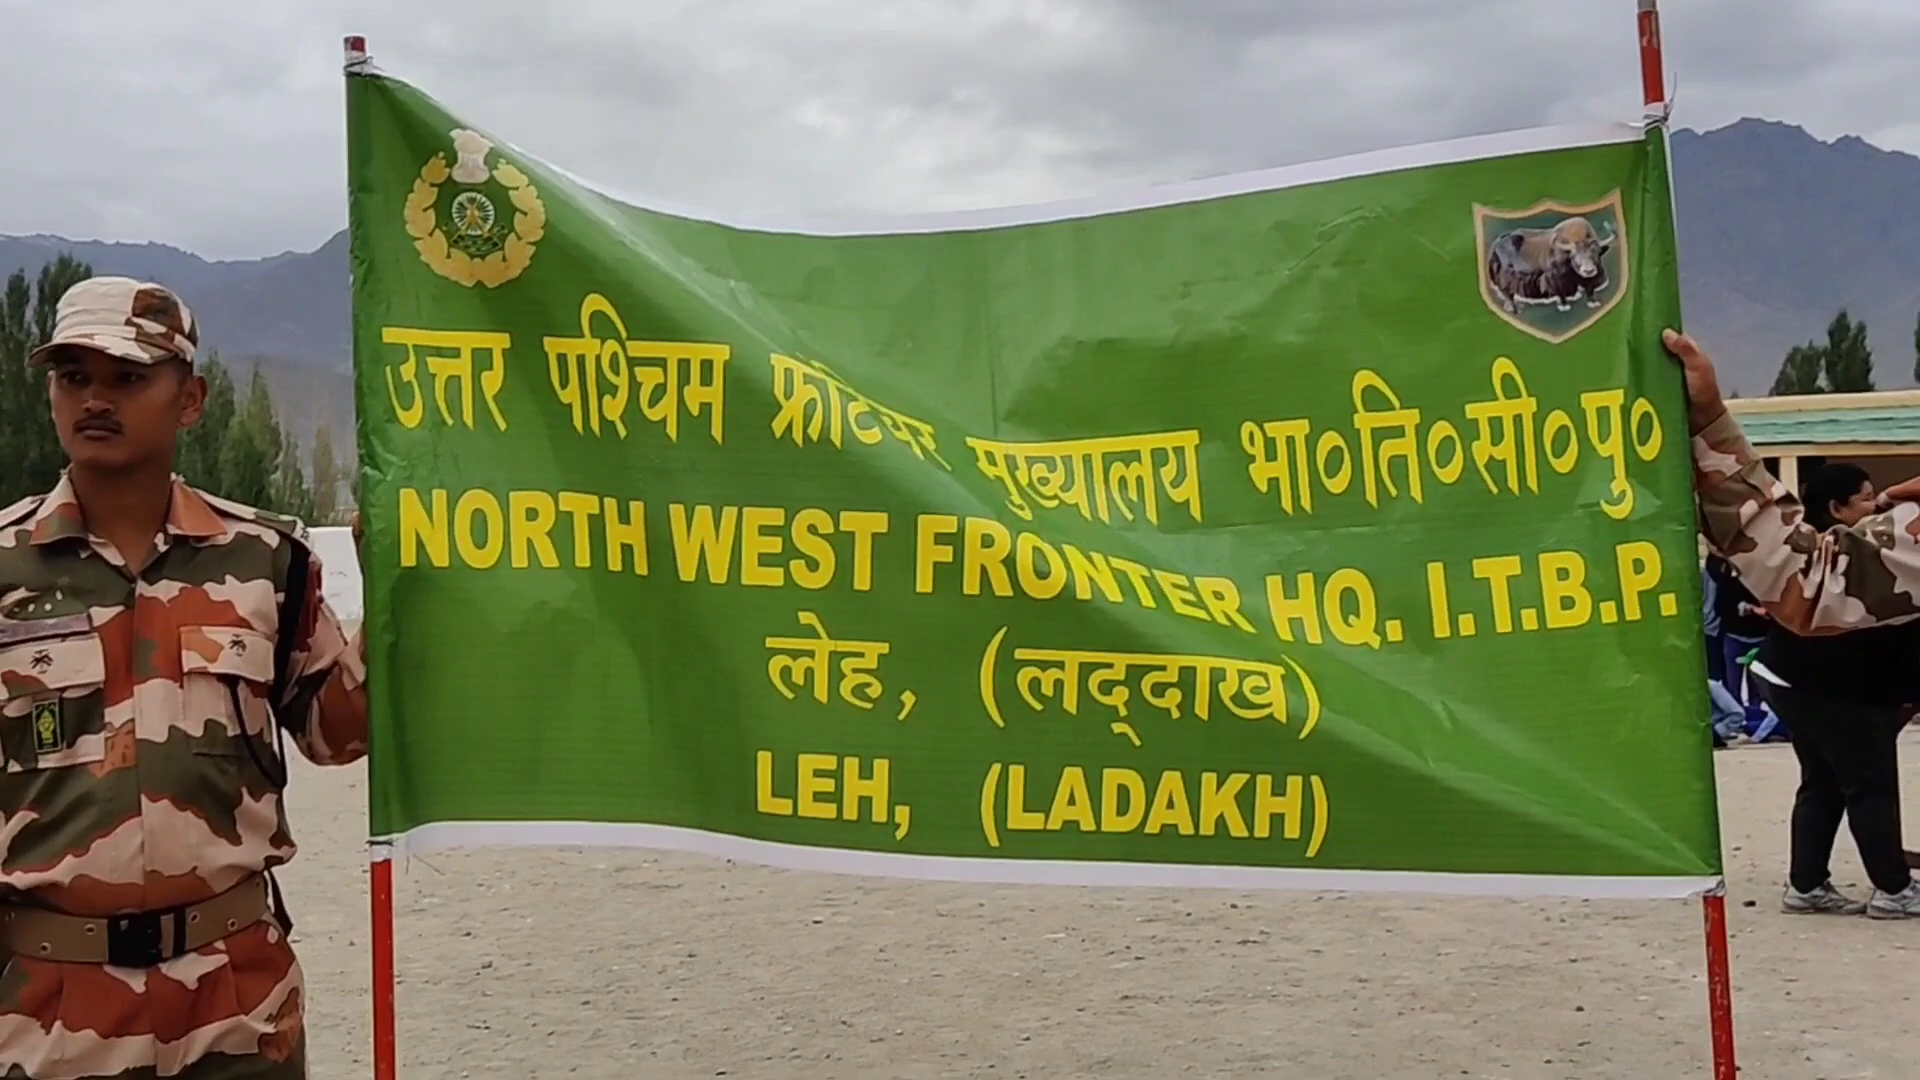 उत्तर पश्चिम फ्रंटियर मुख्यालय भा०ति०सी०पु०
NORTH WEST FRONTER HQ. I.T.B.P.
लेह, (लद्‌दाख)
LEH, (LADAKH)